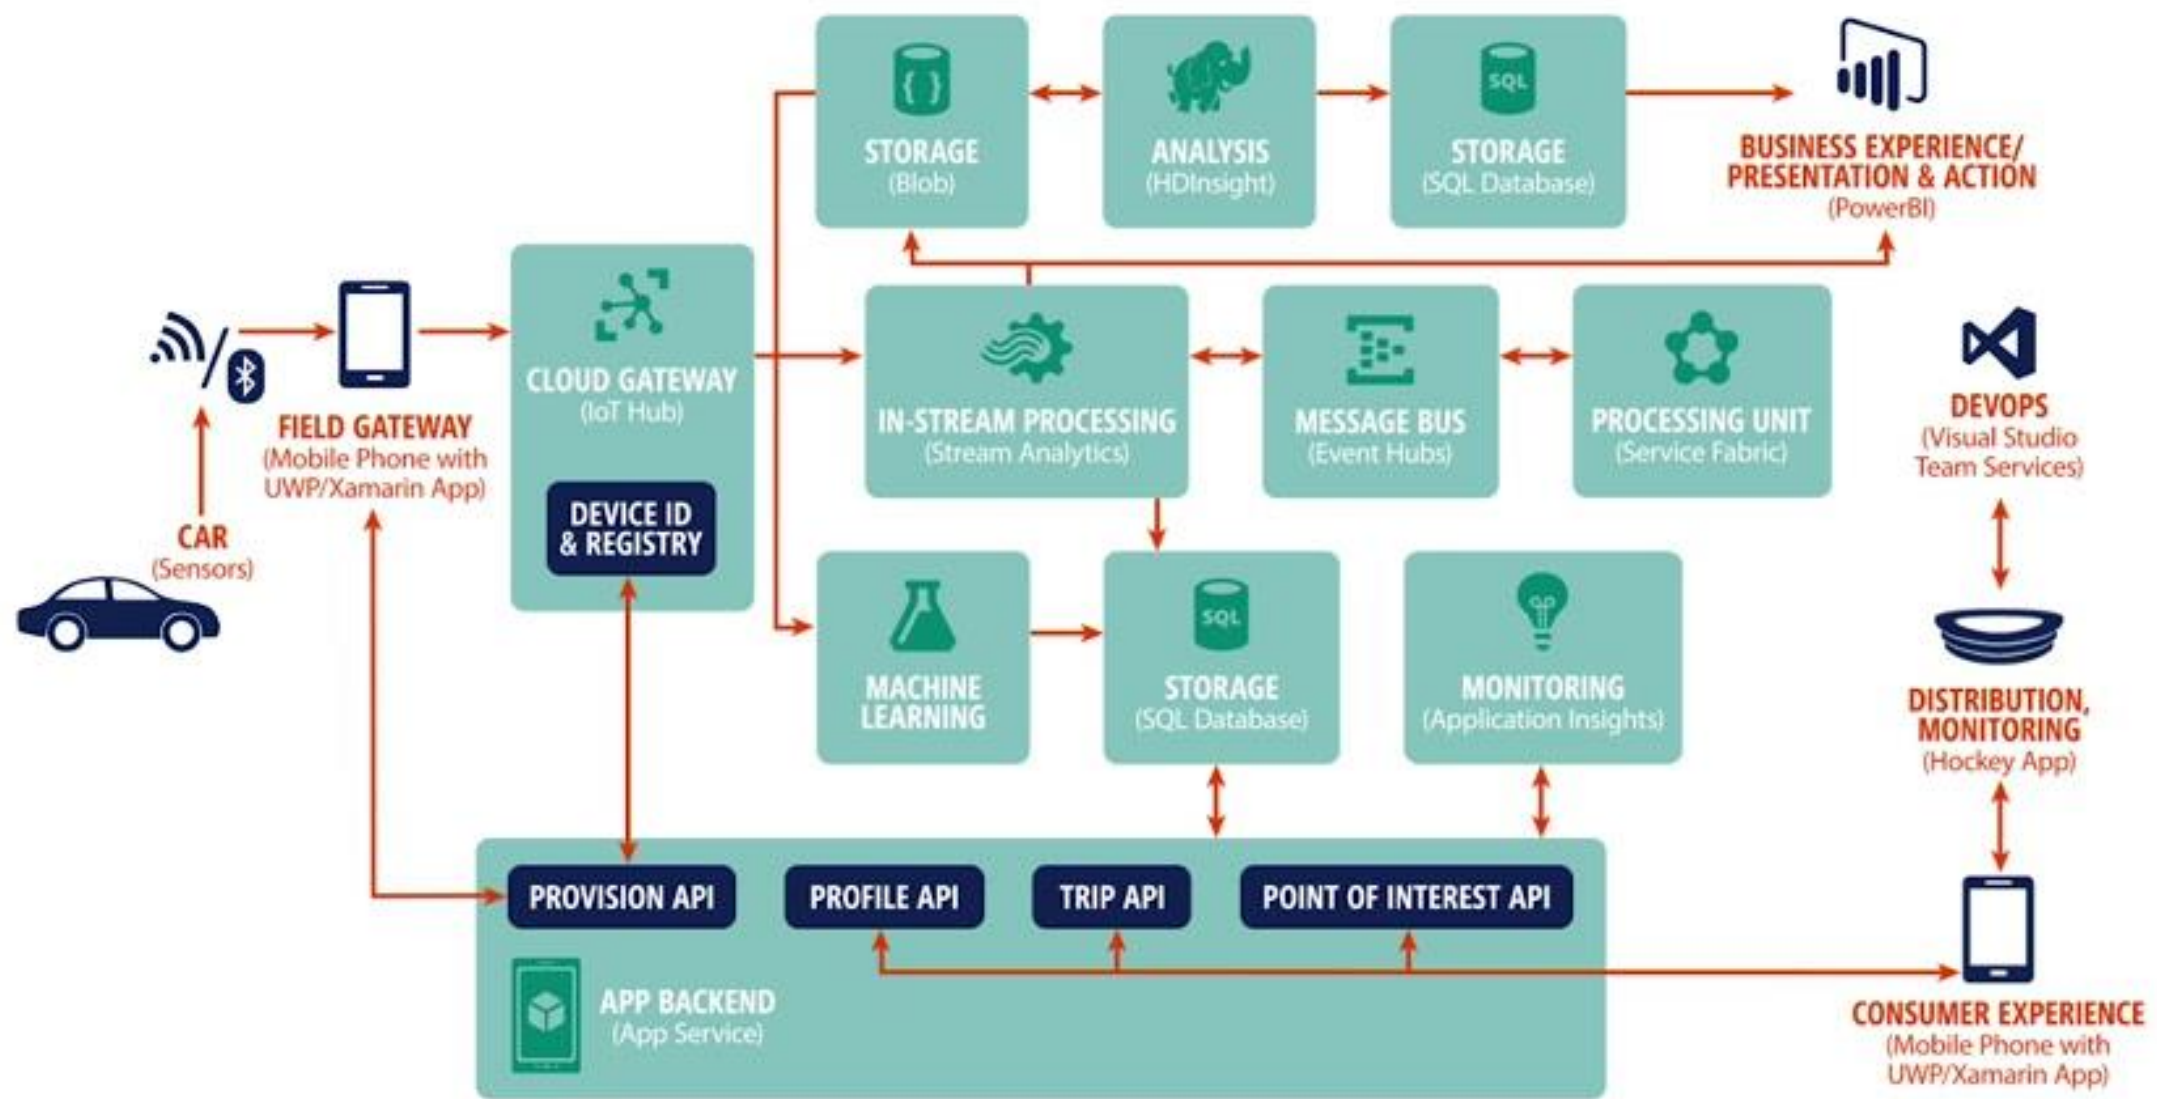 STORAGE
(Blob)
ANALYSIS
(HDInsight)
SQL
STORAGE
(SQL Database)
BUSINESS EXPERIENCE/
PRESENTATION & ACTION
(PowerBI)
CLOUD GATEWAY
(IoT Hub)
DEVICE ID
& REGISTRY
FIELD GATEWAY
(Mobile Phone with
UWP/Xamarin App)
CAR
(Sensors)
IN-STREAM PROCESSING
(Stream Analytics)
MESSAGE BUS
(Event Hubs)
PROCESSING UNIT
(Service Fabric)
DEVOPS
(Visual Studio
Team Services)
MACHINE
LEARNING
SQL
STORAGE
(SQL Database)
MONITORING
(Application Insights)
DISTRIBUTION,
MONITORING
(Hockey App)
PROVISION API
PROFILE API
TRIP API
POINT OF INTEREST API
APP BACKEND
(App Service)
CONSUMER EXPERIENCE
(Mobile Phone with
UWP/Xamarin App)